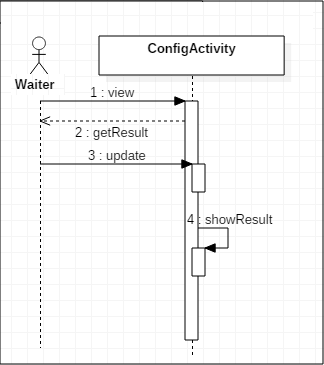 ConfigActivity
Waiter
1 : view
2 : getResult
3 : update
4 : showResult